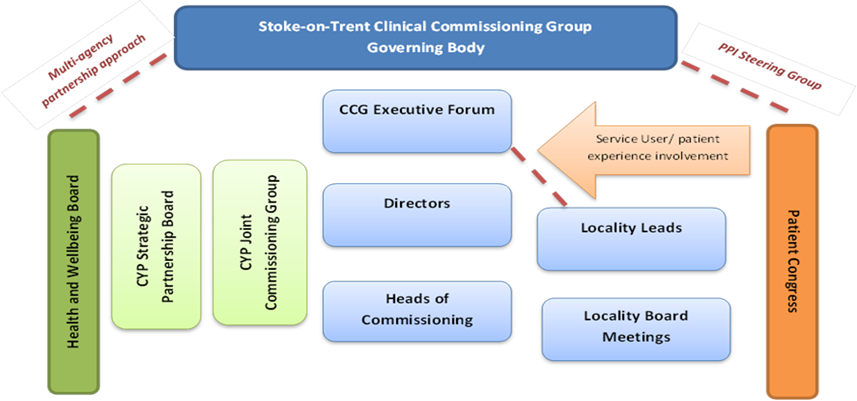 Stoke-on-Trent Clinical Commissioning Group
Governing Body
Multi-agency
partnership approach
PPI Steering Group
CCG Executive Forum
Service User/ patient
experience involvement
Health and Wellbeing Board
CYP Strategic
Partnership Board
CYP Joint
Commissioning Group
Directors
Locality Leads
Patient Congress
Heads of
Commissioning
Locality Board
Meetings